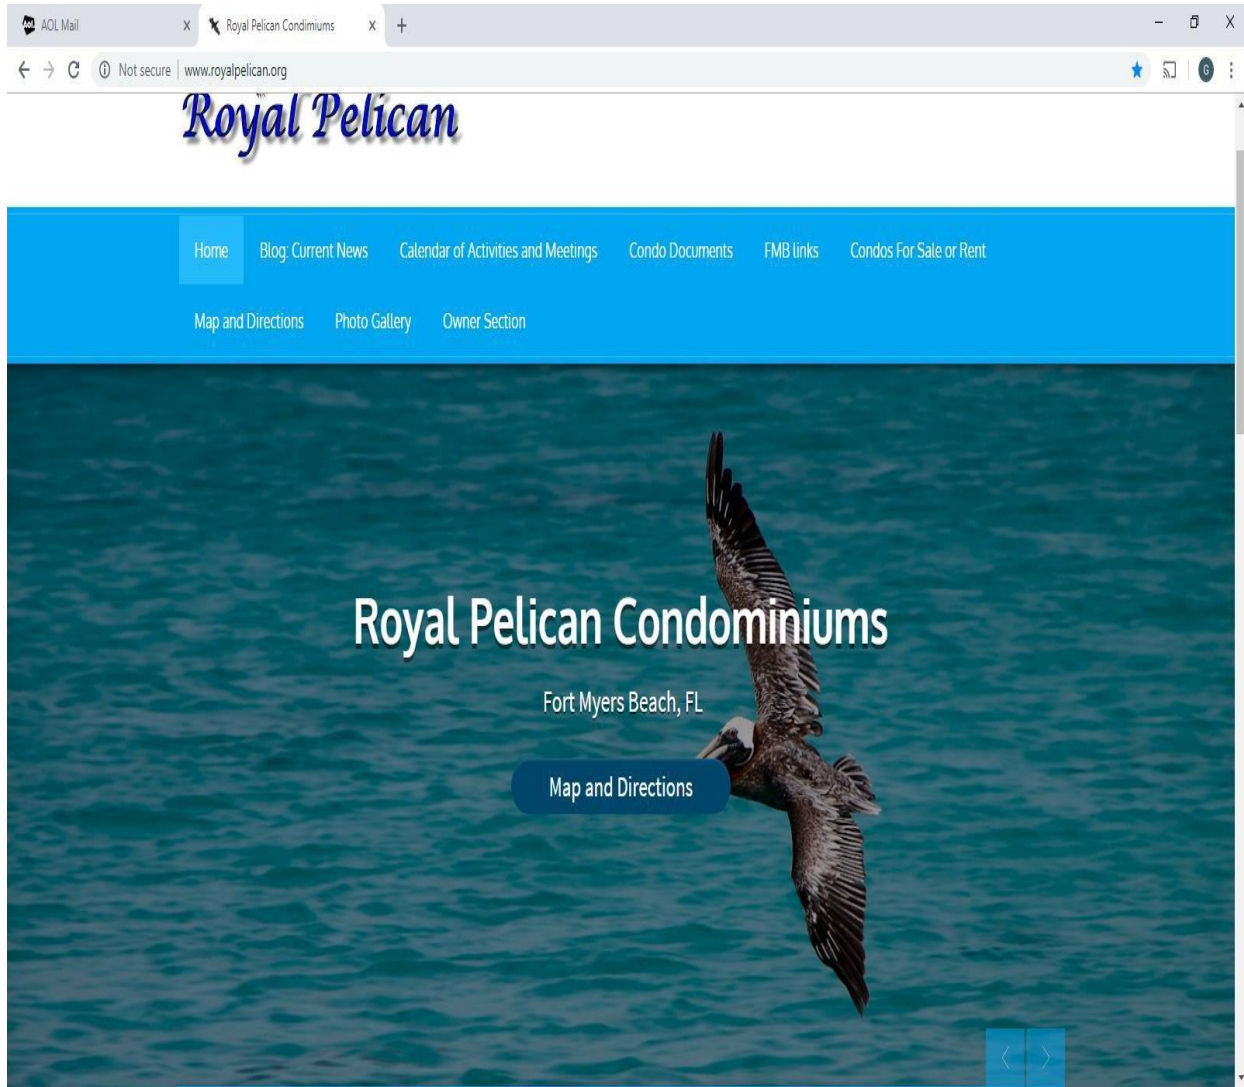 AOL Mail
Royal Pelican Condimiums
Not secure | www.royalpelican.org
G
Royal Pelican
Home Blog: Current News Calendar of Activities and Meetings Condo Documents FMB links Condos For Sale or Rent
Map and Directions Photo Gallery Owner Section
Royal Pelican Condominiums
Fort Myers Beach, FL
Map and Directions